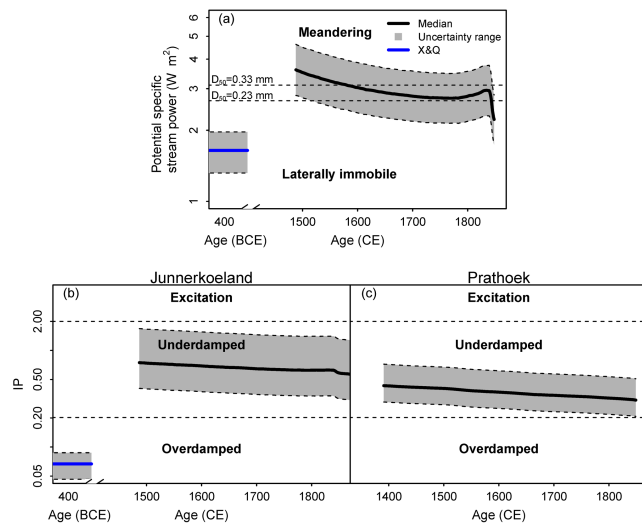 (a)
Meandering
Median
Uncertainty range
X&Q
Potential specific
stream power (W m²)
6
5
4
3
2
1
D₅₀=0.33 mm
D₅₀=0.23 mm
Laterally immobile
400 1500 1600 1700 1800
Age (BCE) Age (CE)
Junnerkoeland Prathoek
(b) Excitation (c) Excitation
Underdamped Underdamped
Overdamped Overdamped
IP
2.00
0.50
0.20
0.05
400 1500 1600 1700 1800 1400 1500 1600 1700 1800
Age (BCE) Age (CE) Age (CE)